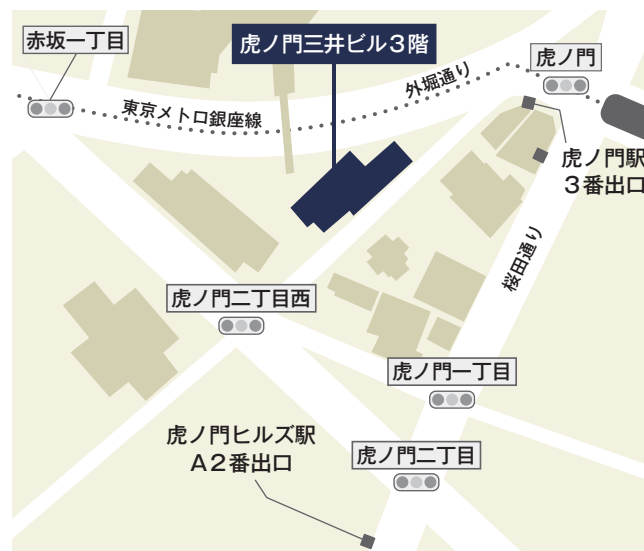 赤坂一丁目
虎ノ門三井ビル3階
虎ノ門
外堀通り
東京メトロ銀座線
虎ノ門駅
3番出口
桜田通り
虎ノ門二丁目西
虎ノ門一丁目
虎ノ門ヒルズ駅
A2番出口
虎ノ門二丁目